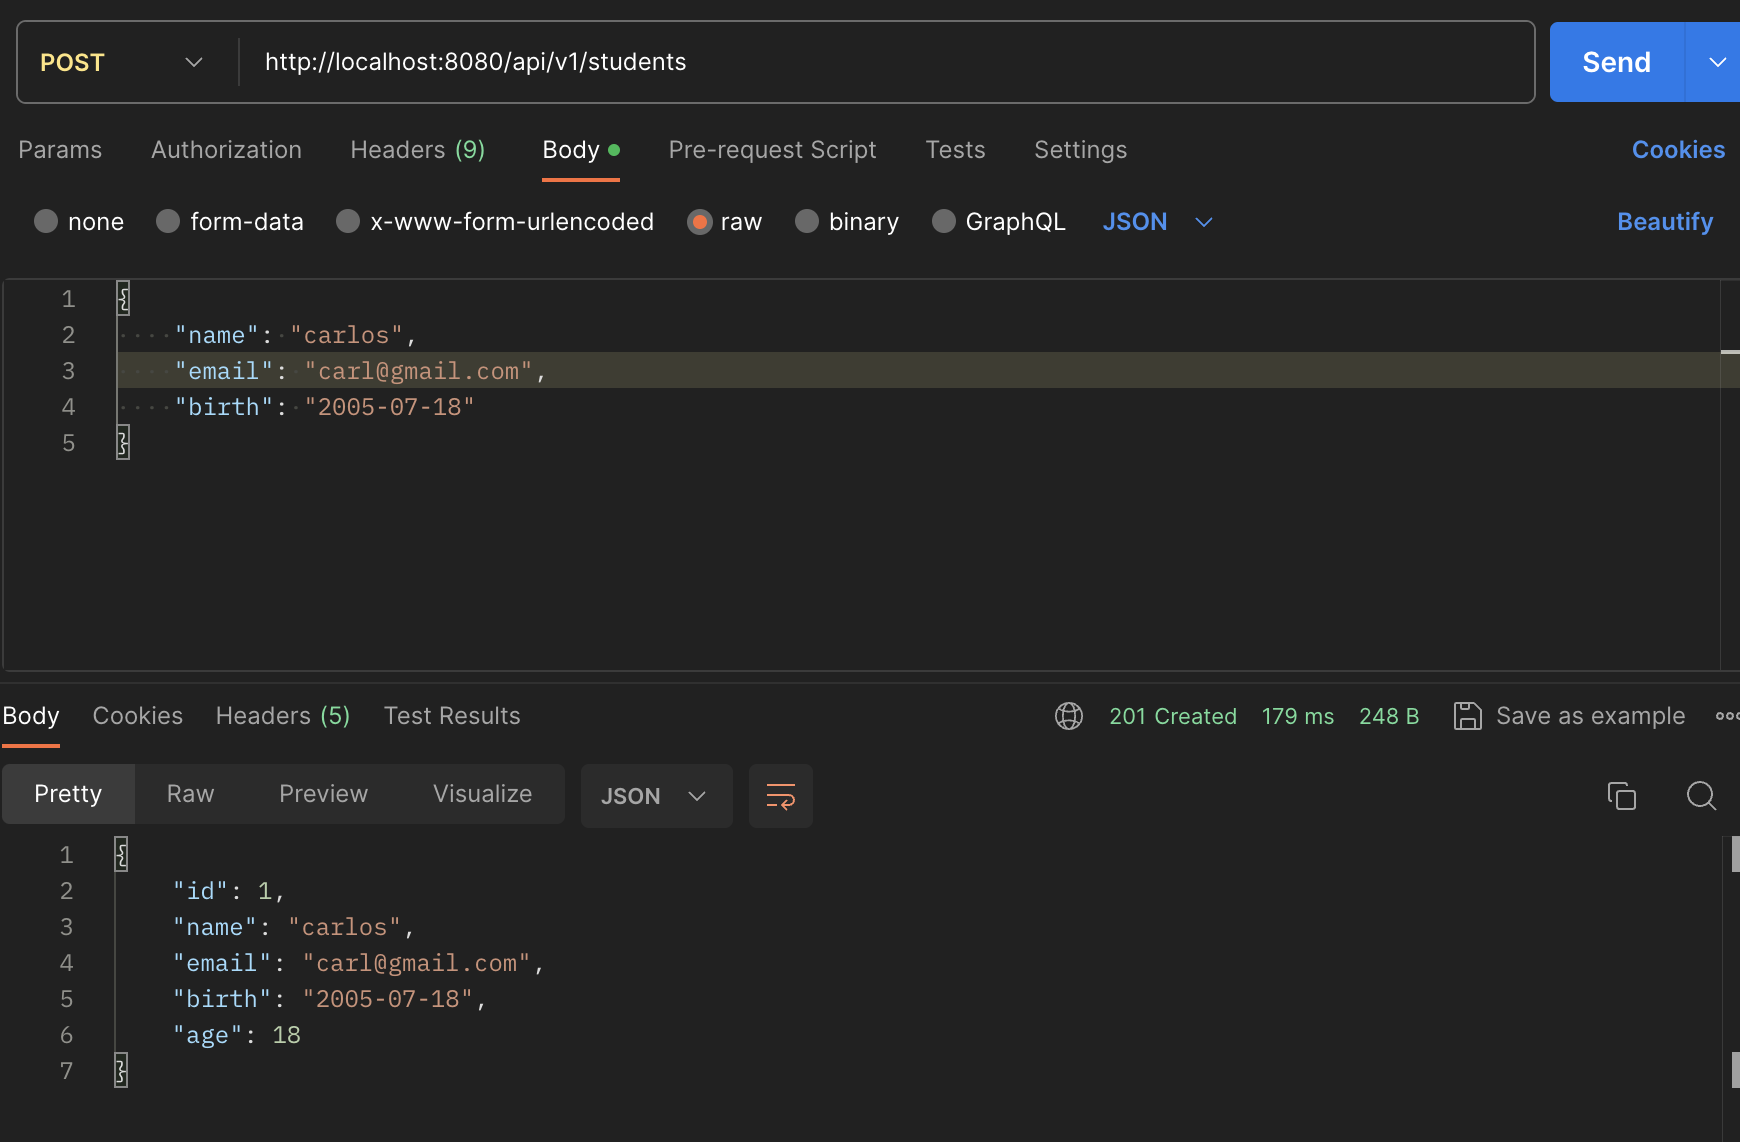 POST http://localhost:8080/api/v1/students Send
Params Authorization Headers (9) Body Pre-request Script Tests Settings Cookies
none form-data x-www-form-urlencoded raw binary GraphQL JSON Beautify
1 {
2 "name": "carlos",
3 "email": "carl@gmail.com",
4 "birth": "2005-07-18"
5 }
Body Cookies Headers (5) Test Results 201 Created 179 ms 248 B Save as example
Pretty Raw Preview Visualize JSON
1 {
2 "id": 1,
3 "name": "carlos",
4 "email": "carl@gmail.com",
5 "birth": "2005-07-18",
6 "age": 18
7 }